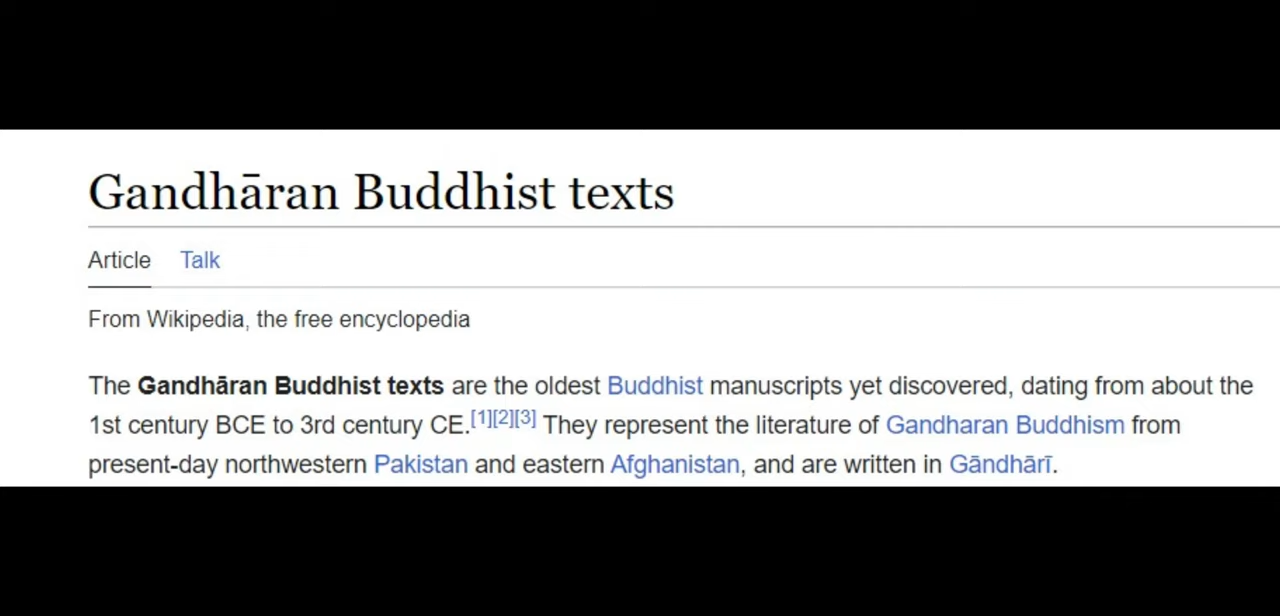 Gandhāran Buddhist texts
Article Talk
From Wikipedia, the free encyclopedia
The Gandhāran Buddhist texts are the oldest Buddhist manuscripts yet discovered, dating from about the
1st century BCE to 3rd century CE.[1][2][3] They represent the literature of Gandharan Buddhism from
present-day northwestern Pakistan and eastern Afghanistan, and are written in Gāndhārī.